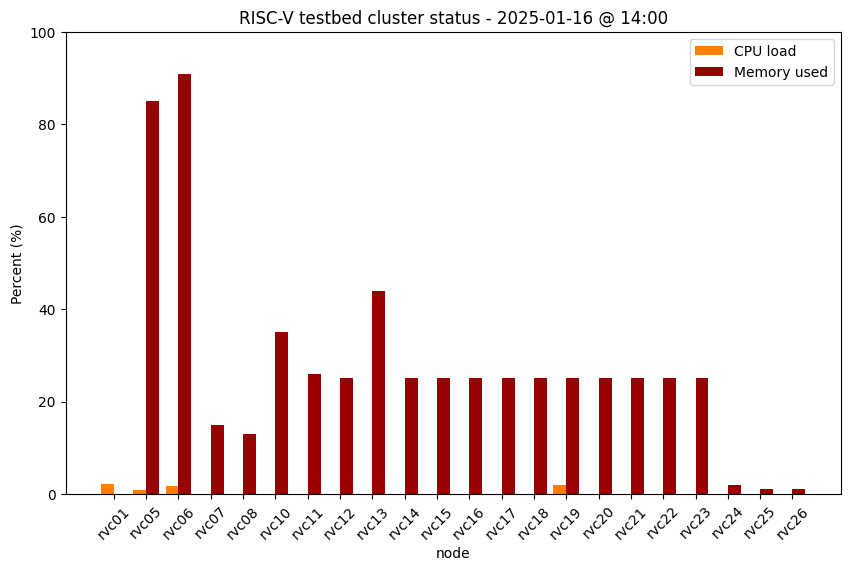 RISC-V testbed cluster status - 2025-01-16 @ 14:00
CPU load
Memory used
Percent (%)
100
80
60
40
20
0
rvc01
rvc05
rvc06
rvc07
rvc08
rvc10
rvc11
rvc12
rvc13
rvc14
rvc15
rvc16
rvc17
rvc18
rvc19
rvc20
rvc21
rvc22
rvc23
rvc24
rvc25
rvc26
node